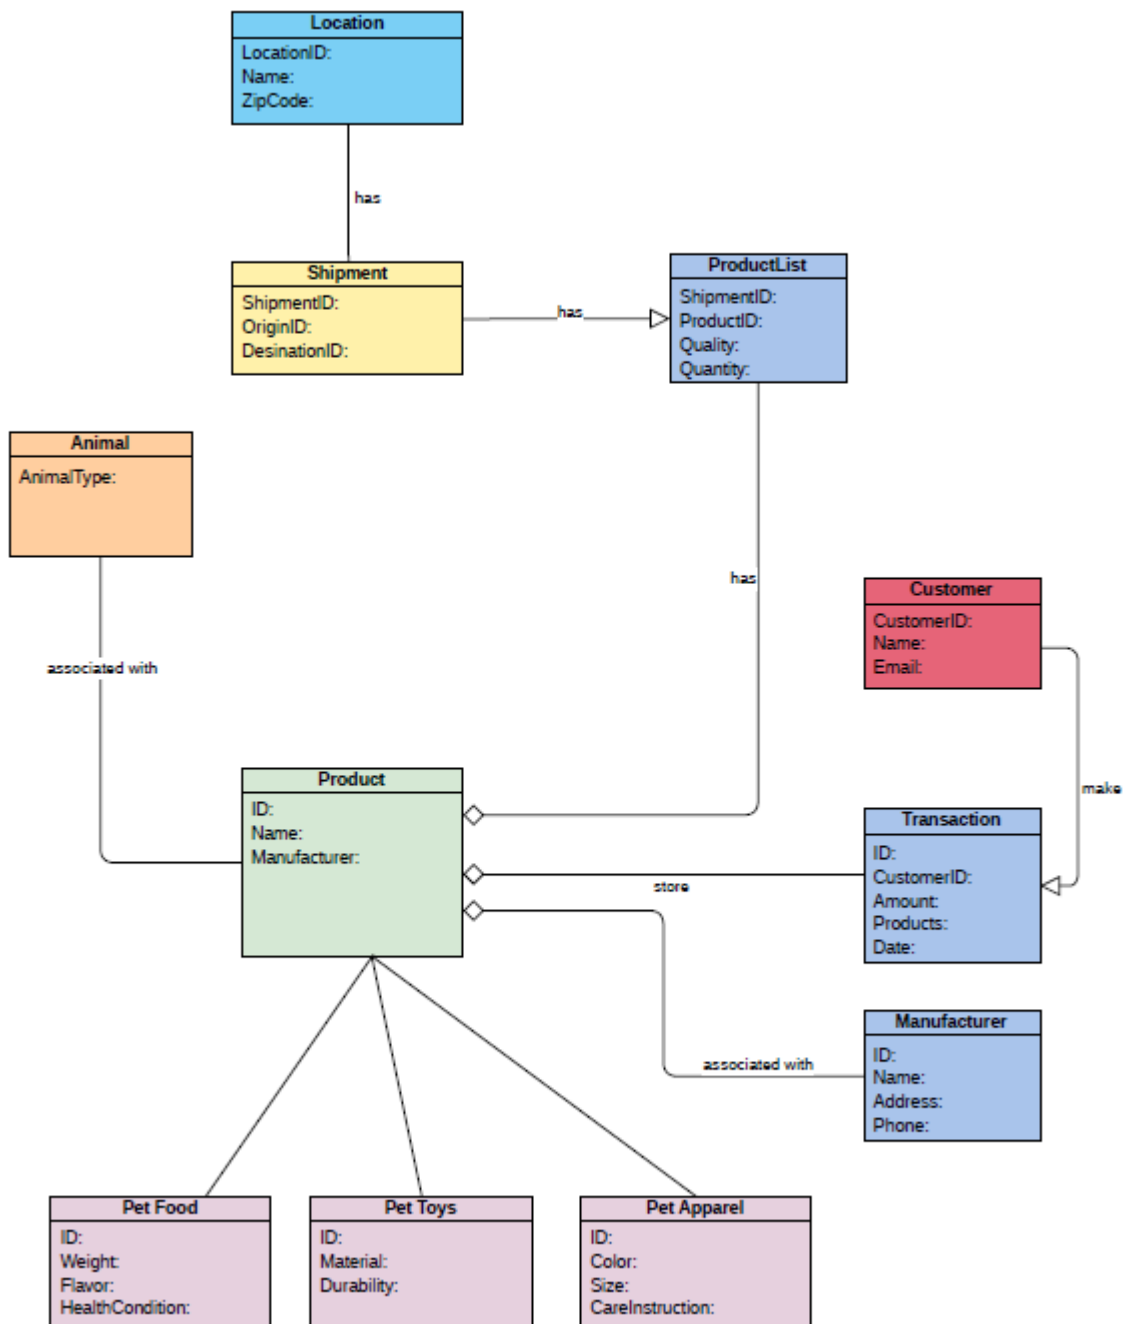 Location
LocationID:
Name:
ZipCode:
has
Shipment
ShipmentID:
OriginID:
DesinationID:
has
ProductList
ShipmentID:
ProductID:
Quality:
Quantity:
Animal
AnimalType:
associated with
has
Customer
CustomerID:
Name:
Email:
make
Product
ID:
Name:
Manufacturer:
store
Transaction
ID:
CustomerID:
Amount:
Products:
Date:
associated with
Manufacturer
ID:
Name:
Address:
Phone:
Pet Food
ID:
Weight:
Flavor:
HealthCondition:
Pet Toys
ID:
Material:
Durability:
Pet Apparel
ID:
Color:
Size:
CareInstruction: